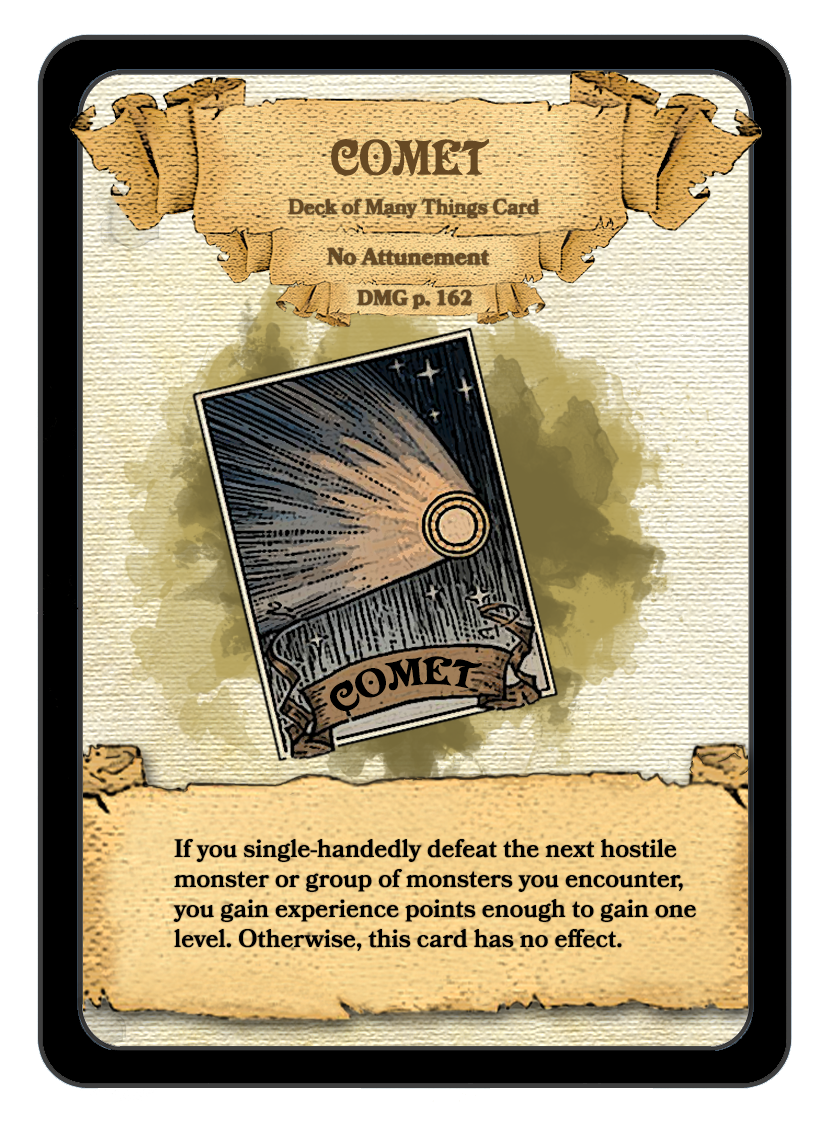 COMET
Deck of Many Things Card
No Attunement
DMG p. 162
COMET
If you single-handedly defeat the next hostile
monster or group of monsters you encounter,
you gain experience points enough to gain one
level. Otherwise, this card has no effect.